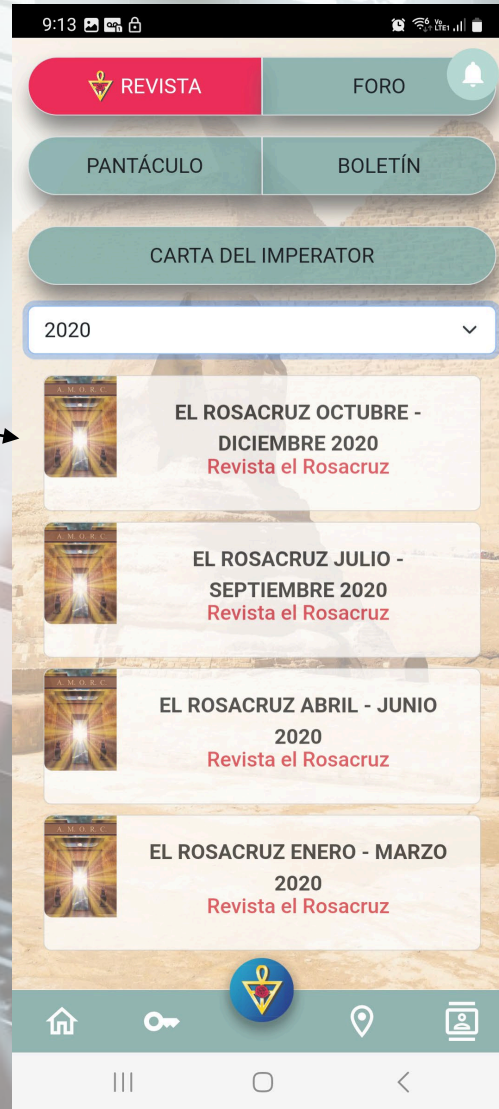 9:13
Vo
LTE1
REVISTA
FORO
PANTÁCULO
BOLETÍN
CARTA DEL IMPERATOR
2020
A. M. O. R. C.
EL ROSACRUZ OCTUBRE -
DICIEMBRE 2020
Revista el Rosacruz
A. M. O. R. C.
EL ROSACRUZ JULIO -
SEPTIEMBRE 2020
Revista el Rosacruz
A. M. O. R. C.
EL ROSACRUZ ABRIL - JUNIO
2020
Revista el Rosacruz
A. M. O. R. C.
EL ROSACRUZ ENERO - MARZO
2020
Revista el Rosacruz